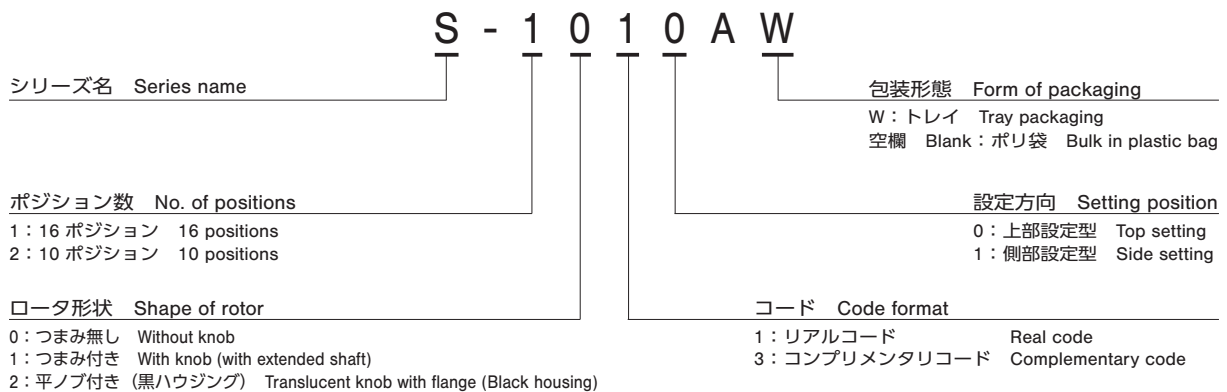 S - 1 0 1 0 A W
シリーズ名 Series name
包装形態 Form of packaging
W：トレイ Tray packaging
空欄 Blank：ポリ袋 Bulk in plastic bag
ポジション数 No. of positions
1：16 ポジション 16 positions
2：10 ポジション 10 positions
設定方向 Setting position
0：上部設定型 Top setting
1：側部設定型 Side setting
ロータ形状 Shape of rotor
0：つまみ無し Without knob
1：つまみ付き With knob (with extended shaft)
2：平ノブ付き（黒ハウジング） Translucent knob with flange (Black housing)
コード Code format
1：リアルコード Real code
3：コンプリメンタリコード Complementary code